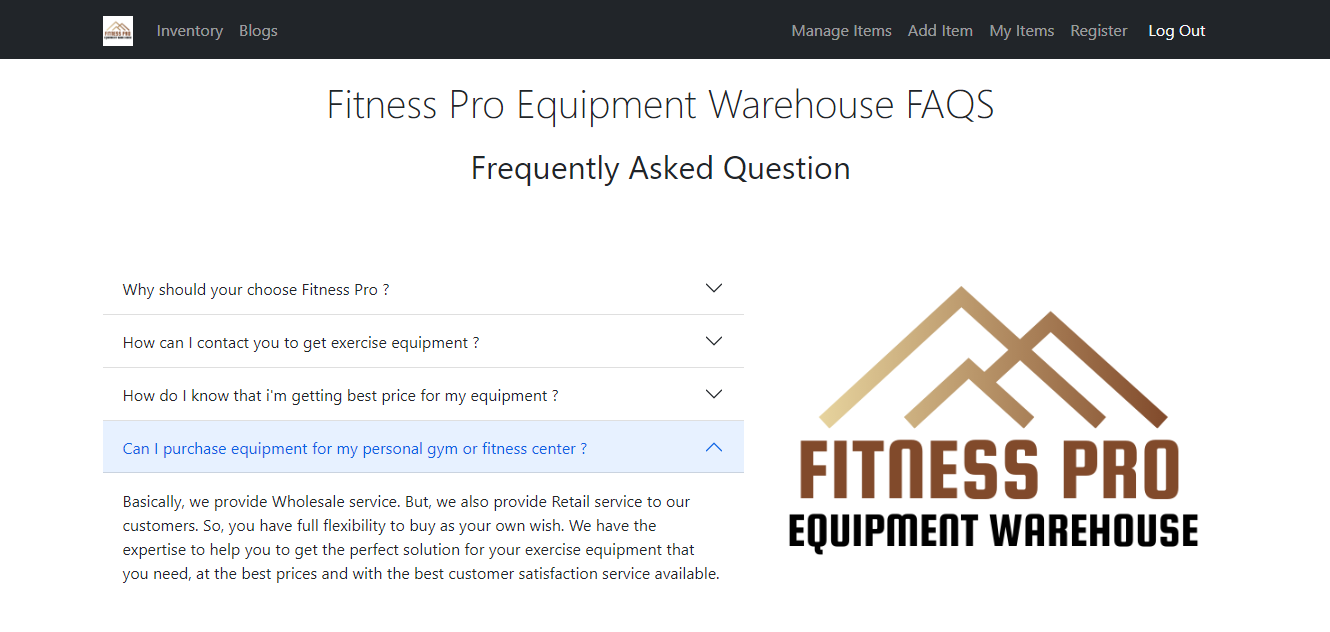 FITNESS PRO
EQUIPMENT WAREHOUSE
Inventory Blogs Manage Items Add Item My Items Register Log Out
Fitness Pro Equipment Warehouse FAQS
Frequently Asked Question
Why should your choose Fitness Pro ?
How can I contact you to get exercise equipment ?
How do I know that i'm getting best price for my equipment ?
Can I purchase equipment for my personal gym or fitness center ?
Basically, we provide Wholesale service. But, we also provide Retail service to our
customers. So, you have full flexibility to buy as your own wish. We have the
expertise to help you to get the perfect solution for your exercise equipment that
you need, at the best prices and with the best customer satisfaction service available.
FITNESS PRO
EQUIPMENT WAREHOUSE